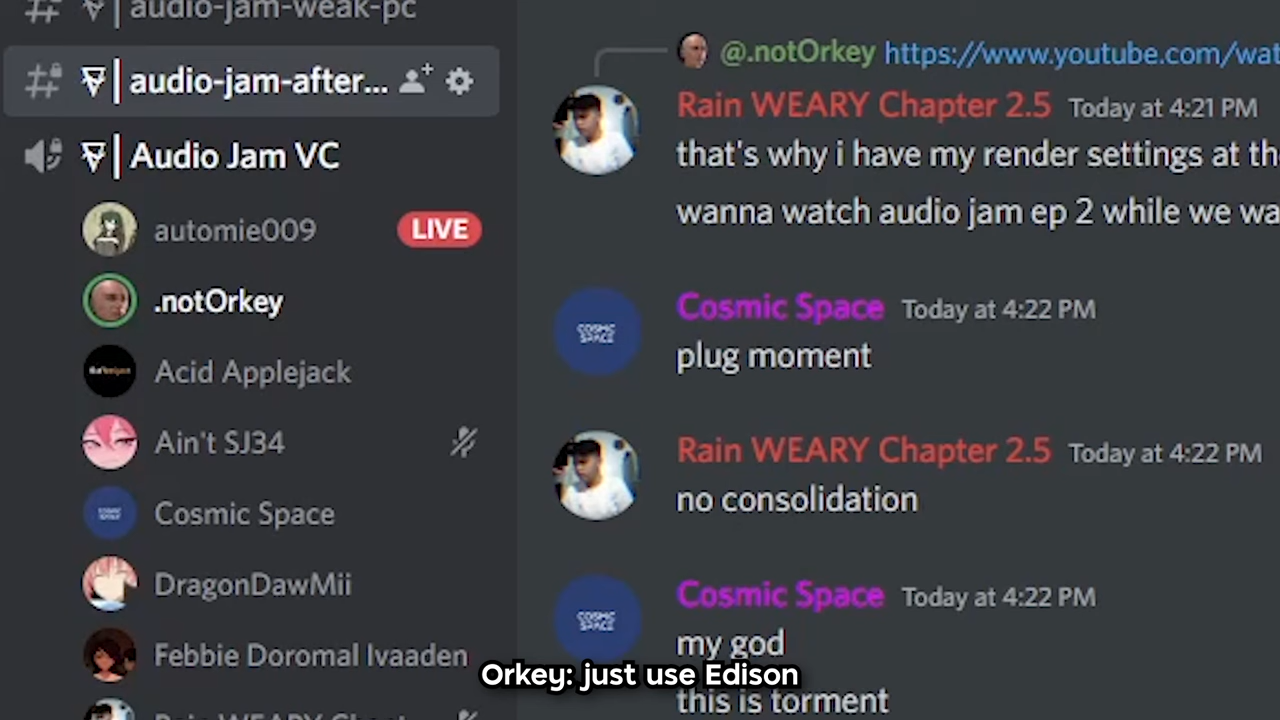 audio-jam-weak-pc
audio-jam-after...
Audio Jam VC
automie009 LIVE
.notOrkey
Acid Applejack
Ain't SJ34
Cosmic Space
DragonDawMii
Febbie Doromal Ivaaden
@.notOrkey https://www.youtube.com/wat
Rain WEARY Chapter 2.5 Today at 4:21 PM
that's why i have my render settings at th
wanna watch audio jam ep 2 while we wa
COSMIC SPACE
Cosmic Space Today at 4:22 PM
plug moment
Rain WEARY Chapter 2.5 Today at 4:22 PM
no consolidation
COSMIC SPACE
Cosmic Space Today at 4:22 PM
my god
this is torment
Orkey: just use Edison